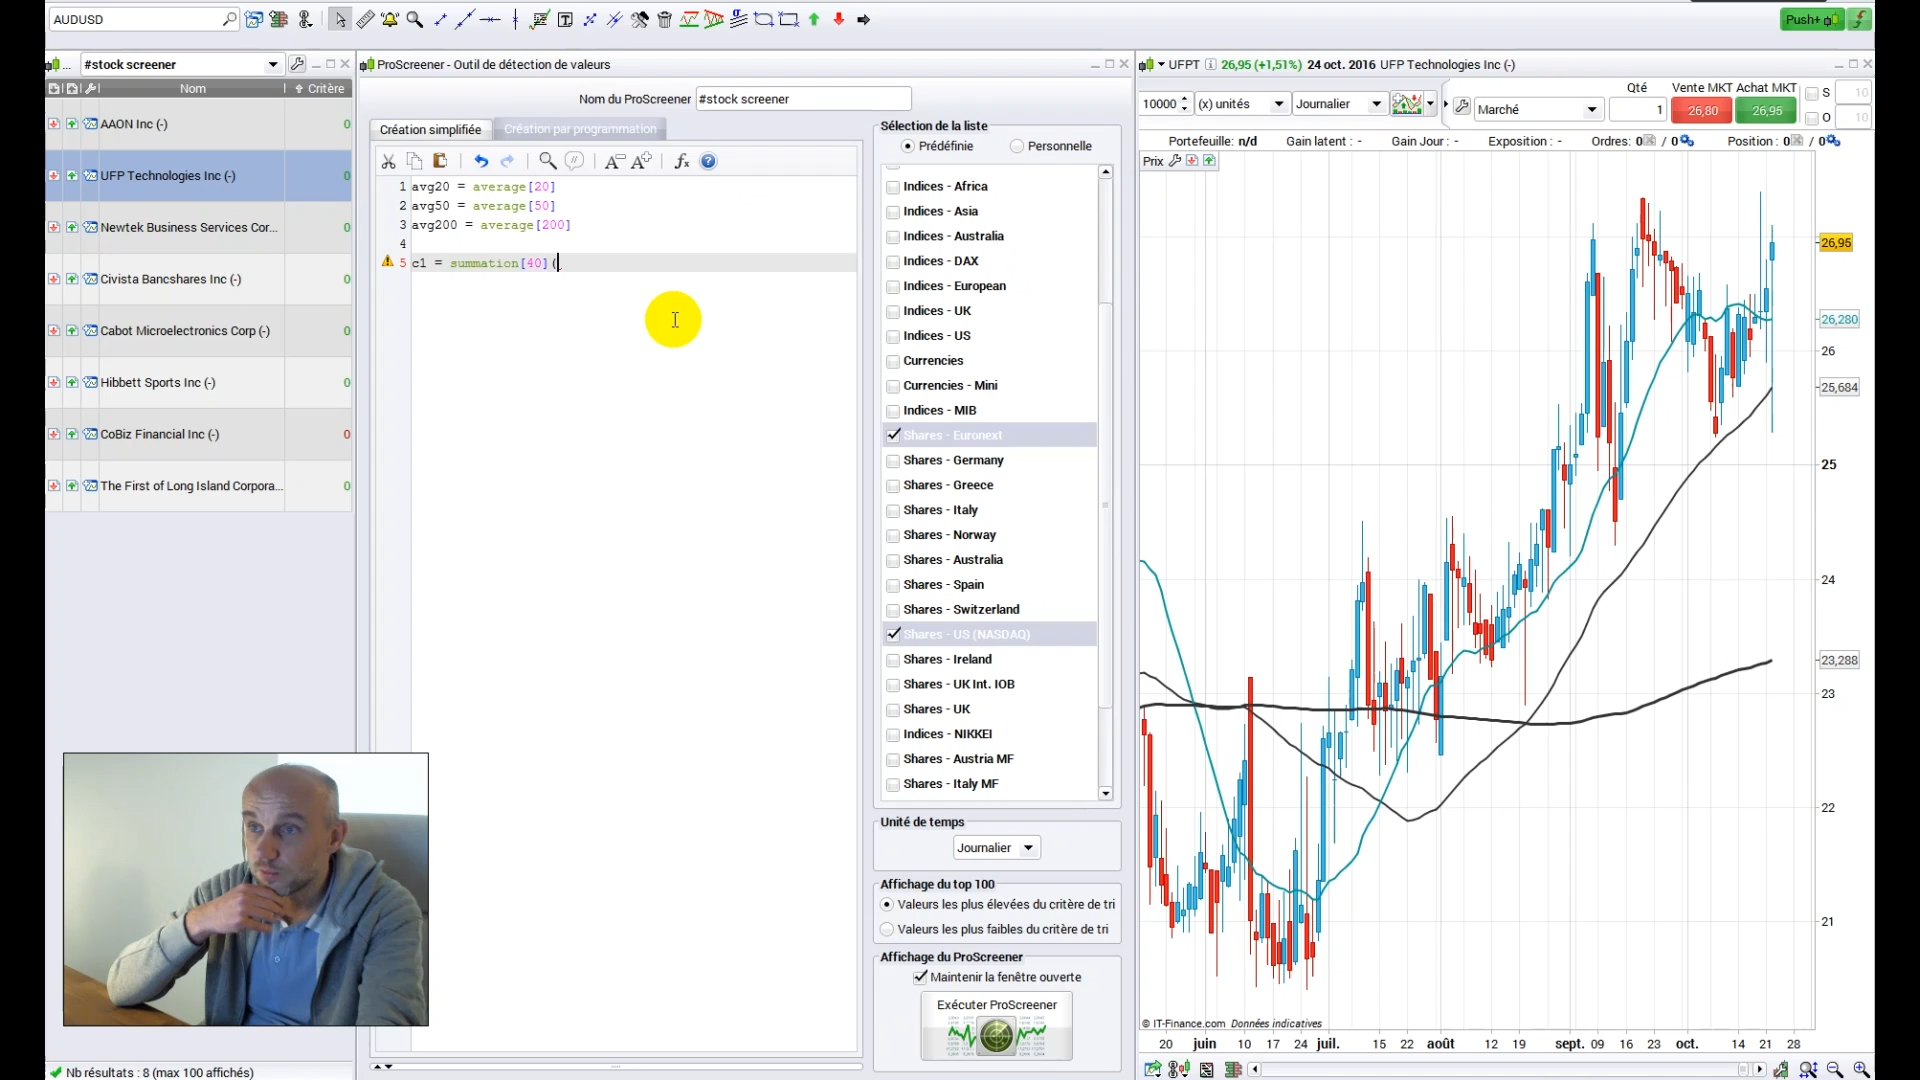 AUDUSD
Push+
#stock screener
Nom
Critère
AAON Inc (-) 0
UFP Technologies Inc (-) 0
Newtek Business Services Cor... 0
Civista Bancshares Inc (-) 0
Cabot Microelectronics Corp (-) 0
Hibbett Sports Inc (-) 0
CoBiz Financial Inc (-) 0
The First of Long Island Corpora... 0
Nb résultats : 8 (max 100 affichés)
ProScreener - Outil de détection de valeurs
Nom du ProScreener #stock screener
Création simplifiée
Création par programmation
1 avg20 = average[20]
2 avg50 = average[50]
3 avg200 = average[200]
4
5 c1 = summation[40](
Sélection de la liste
Prédéfinie
Personnelle
Indices - Africa
Indices - Asia
Indices - Australia
Indices - DAX
Indices - European
Indices - UK
Indices - US
Currencies
Currencies - Mini
Indices - MIB
Shares - Euronext
Shares - Germany
Shares - Greece
Shares - Italy
Shares - Norway
Shares - Australia
Shares - Spain
Shares - Switzerland
Shares - US (NASDAQ)
Shares - Ireland
Shares - UK Int. IOB
Shares - UK
Indices - NIKKEI
Shares - Austria MF
Shares - Italy MF
Unité de temps
Journalier
Affichage du top 100
Valeurs les plus élevées du critère de tri
Valeurs les plus faibles du critère de tri
Affichage du ProScreener
Maintenir la fenêtre ouverte
Exécuter ProScreener
UFPT 26,95 (+1,51%) 24 oct. 2016 UFP Technologies Inc (-)
10000 (x) unités Journalier
Marché
Qté
1
Vente MKT Achat MKT
26,80 26,95
S 10
O 10
Portefeuille: n/d Gain latent : - Gain Jour : - Exposition : - Ordres: 0 / 0 Position : 0 / 0
Prix
26,95
26,280
26
25,684
25
24
23,288
23
22
21
© IT-Finance.com Données indicatives
20 juin 10 17 24 juil. 15 22 août 12 19 sept. 09 16 23 oct. 14 21 28